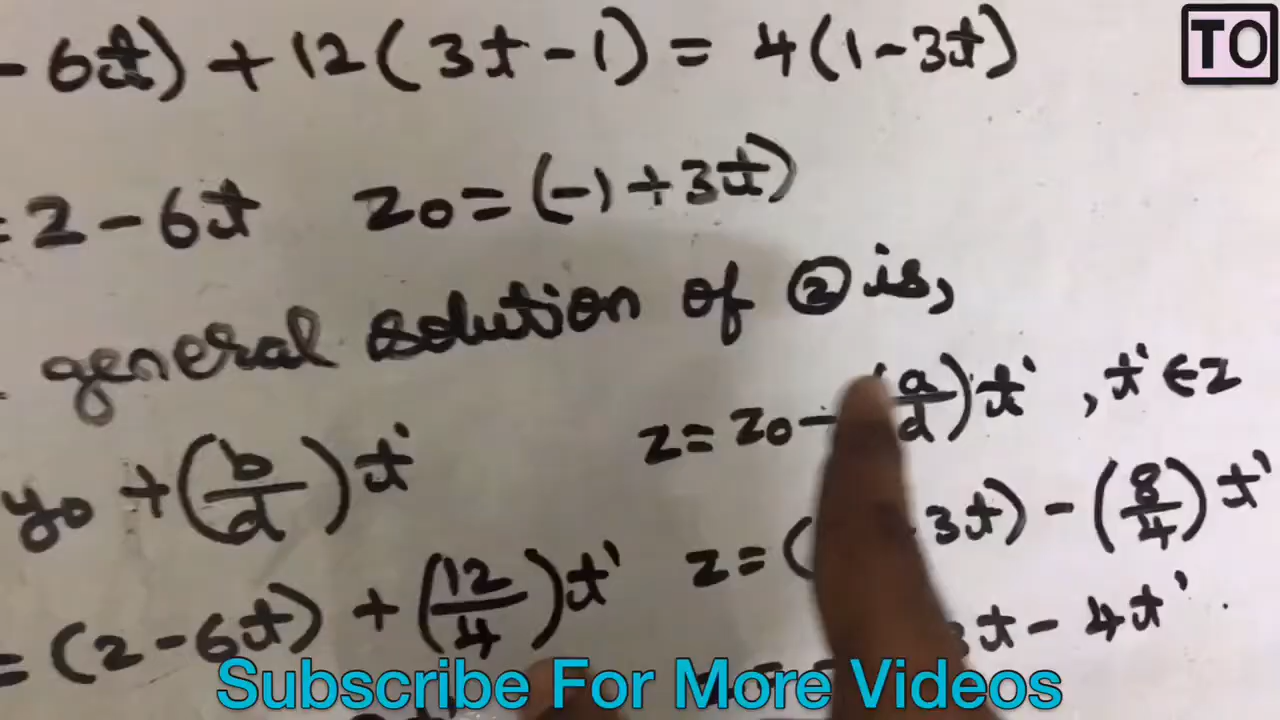 - 6t) + 12(3t - 1) = 4(1 - 3t)
TO
= 2 - 6t z0 = (-1 + 3t)
general solution of ② is,
z = z0 - (a/d)t', t' ∈ Z
y0 + (b/d)t'
z = ( 3t) - (8/4)t'
= (2 - 6t) + (12/4)t'
3t - 4t'.
Subscribe For More Videos